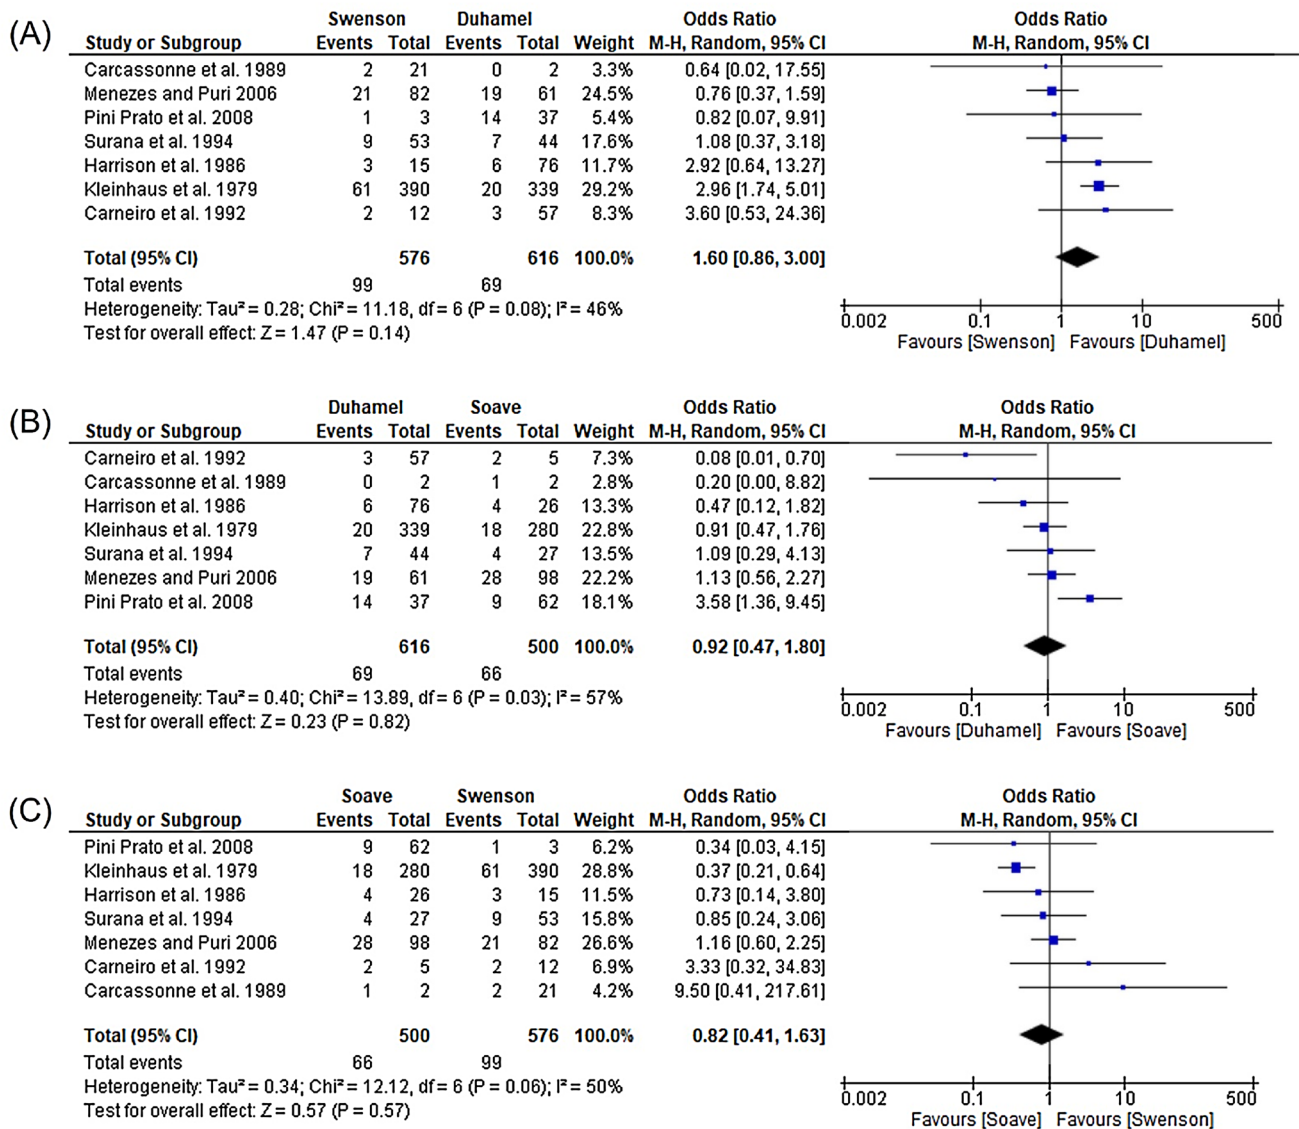 (A)
Swenson Duhamel Odds Ratio Odds Ratio
Study or Subgroup Events Total Events Total Weight M-H, Random, 95% CI M-H, Random, 95% CI
Carcassonne et al. 1989 2 21 0 2 3.3% 0.64 [0.02, 17.55]
Menezes and Puri 2006 21 82 19 61 24.5% 0.76 [0.37, 1.59]
Pini Prato et al. 2008 1 3 14 37 5.4% 0.82 [0.07, 9.91]
Surana et al. 1994 9 53 7 44 17.6% 1.08 [0.37, 3.18]
Harrison et al. 1986 3 15 6 76 11.7% 2.92 [0.64, 13.27]
Kleinhaus et al. 1979 61 390 20 339 29.2% 2.96 [1.74, 5.01]
Carneiro et al. 1992 2 12 3 57 8.3% 3.60 [0.53, 24.36]
Total (95% CI) 576 616 100.0% 1.60 [0.86, 3.00]
Total events 99 69
Heterogeneity: Tau² = 0.28; Chi² = 11.18, df = 6 (P = 0.08); I² = 46%
Test for overall effect: Z = 1.47 (P = 0.14)
0.002 0.1 1 10 500
Favours [Swenson] Favours [Duhamel]
(B)
Duhamel Soave Odds Ratio Odds Ratio
Study or Subgroup Events Total Events Total Weight M-H, Random, 95% CI M-H, Random, 95% CI
Carneiro et al. 1992 3 57 2 5 7.3% 0.08 [0.01, 0.70]
Carcassonne et al. 1989 0 2 1 2 2.8% 0.20 [0.00, 8.82]
Harrison et al. 1986 6 76 4 26 13.3% 0.47 [0.12, 1.82]
Kleinhaus et al. 1979 20 339 18 280 22.8% 0.91 [0.47, 1.76]
Surana et al. 1994 7 44 4 27 13.5% 1.09 [0.29, 4.13]
Menezes and Puri 2006 19 61 28 98 22.2% 1.13 [0.56, 2.27]
Pini Prato et al. 2008 14 37 9 62 18.1% 3.58 [1.36, 9.45]
Total (95% CI) 616 500 100.0% 0.92 [0.47, 1.80]
Total events 69 66
Heterogeneity: Tau² = 0.40; Chi² = 13.89, df = 6 (P = 0.03); I² = 57%
Test for overall effect: Z = 0.23 (P = 0.82)
0.002 0.1 1 10 500
Favours [Duhamel] Favours [Soave]
(C)
Soave Swenson Odds Ratio Odds Ratio
Study or Subgroup Events Total Events Total Weight M-H, Random, 95% CI M-H, Random, 95% CI
Pini Prato et al. 2008 9 62 1 3 6.2% 0.34 [0.03, 4.15]
Kleinhaus et al. 1979 18 280 61 390 28.8% 0.37 [0.21, 0.64]
Harrison et al. 1986 4 26 3 15 11.5% 0.73 [0.14, 3.80]
Surana et al. 1994 4 27 9 53 15.8% 0.85 [0.24, 3.06]
Menezes and Puri 2006 28 98 21 82 26.6% 1.16 [0.60, 2.25]
Carneiro et al. 1992 2 5 2 12 6.9% 3.33 [0.32, 34.83]
Carcassonne et al. 1989 1 2 2 21 4.2% 9.50 [0.41, 217.61]
Total (95% CI) 500 576 100.0% 0.82 [0.41, 1.63]
Total events 66 99
Heterogeneity: Tau² = 0.34; Chi² = 12.12, df = 6 (P = 0.06); I² = 50%
Test for overall effect: Z = 0.57 (P = 0.57)
0.002 0.1 1 10 500
Favours [Soave] Favours [Swenson]